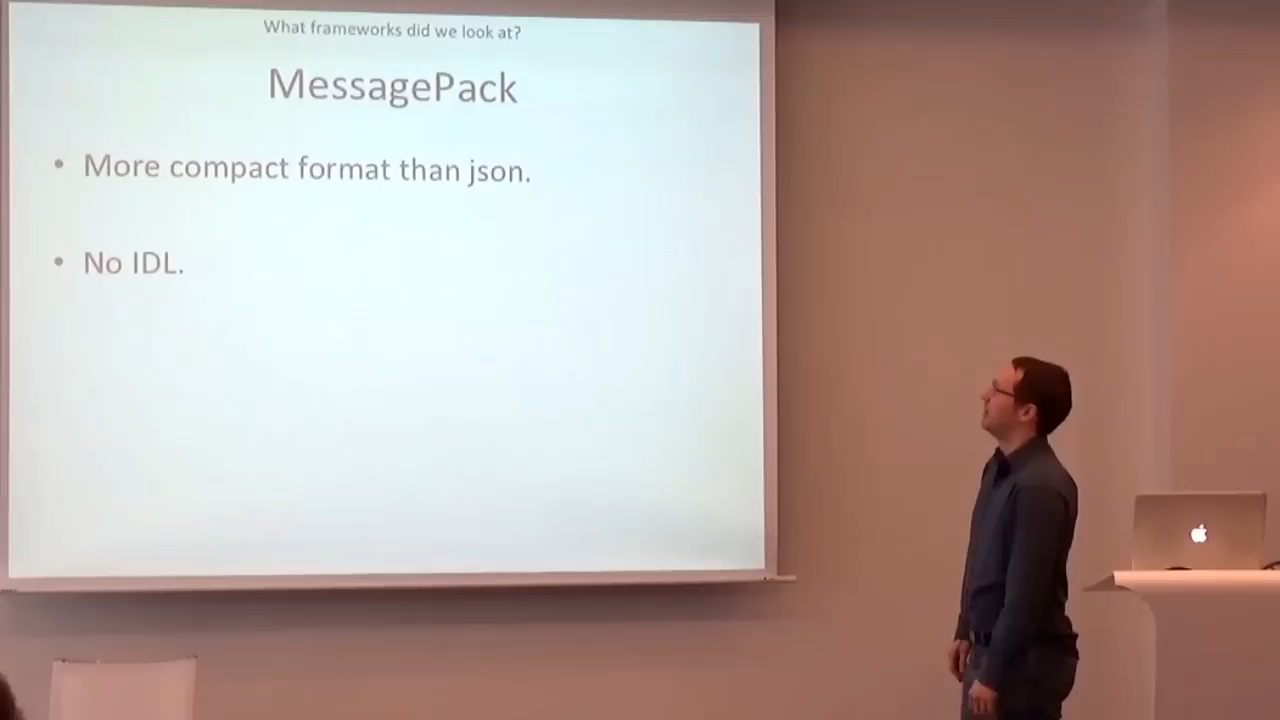 What frameworks did we look at?
MessagePack
• More compact format than json.
• No IDL.